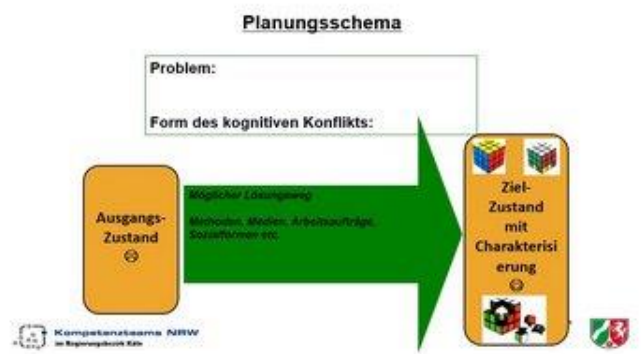 Planungsschema
Problem:
Form des kognitiven Konflikts:
Ausgangs-
Zustand
☹
Möglicher Lösungsweg
Methoden, Medien, Arbeitsaufträge,
Sozialformen etc.
Ziel-
Zustand
mit
Charakterisi
erung
☺
Kompetenzteams NRW
im Regierungsbezirk Köln